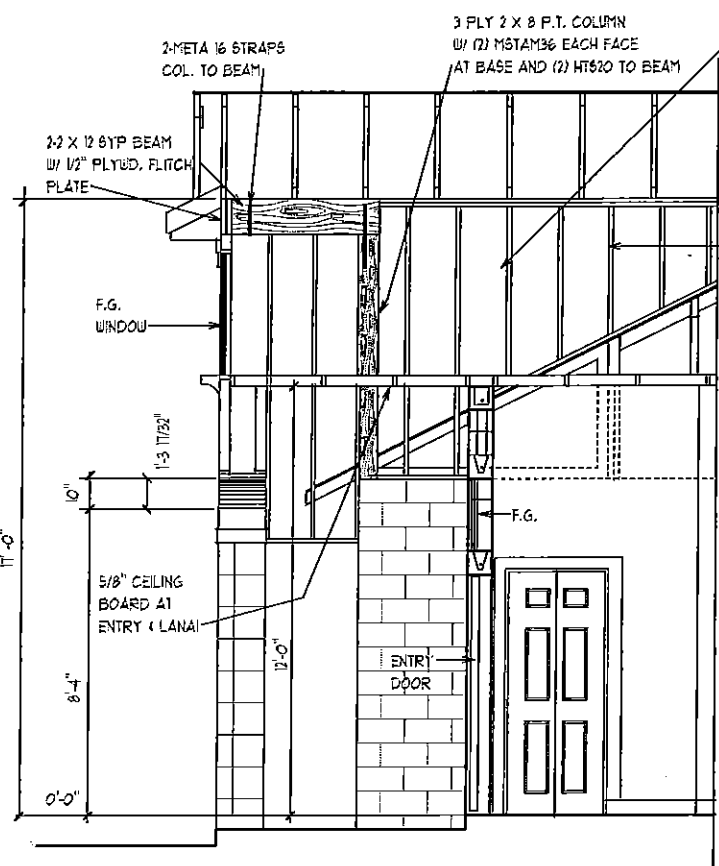 3 PLY 2 X 8 P.T. COLUMN
W/ (2) MSTAM36 EACH FACE
AT BASE AND (2) HTS20 TO BEAM
2-META 16 STRAPS
COL. TO BEAM
2-2 X 12 SYP BEAM
W/ 1/2" PLYWD. FLITCH
PLATE
F.G.
WINDOW
1'-3 17/32"
10"
17'-0"
F.G.
5/8" CEILING
BOARD AT
ENTRY & LANAI
12'-0"
8'-4"
ENTRY
DOOR
0'-0"